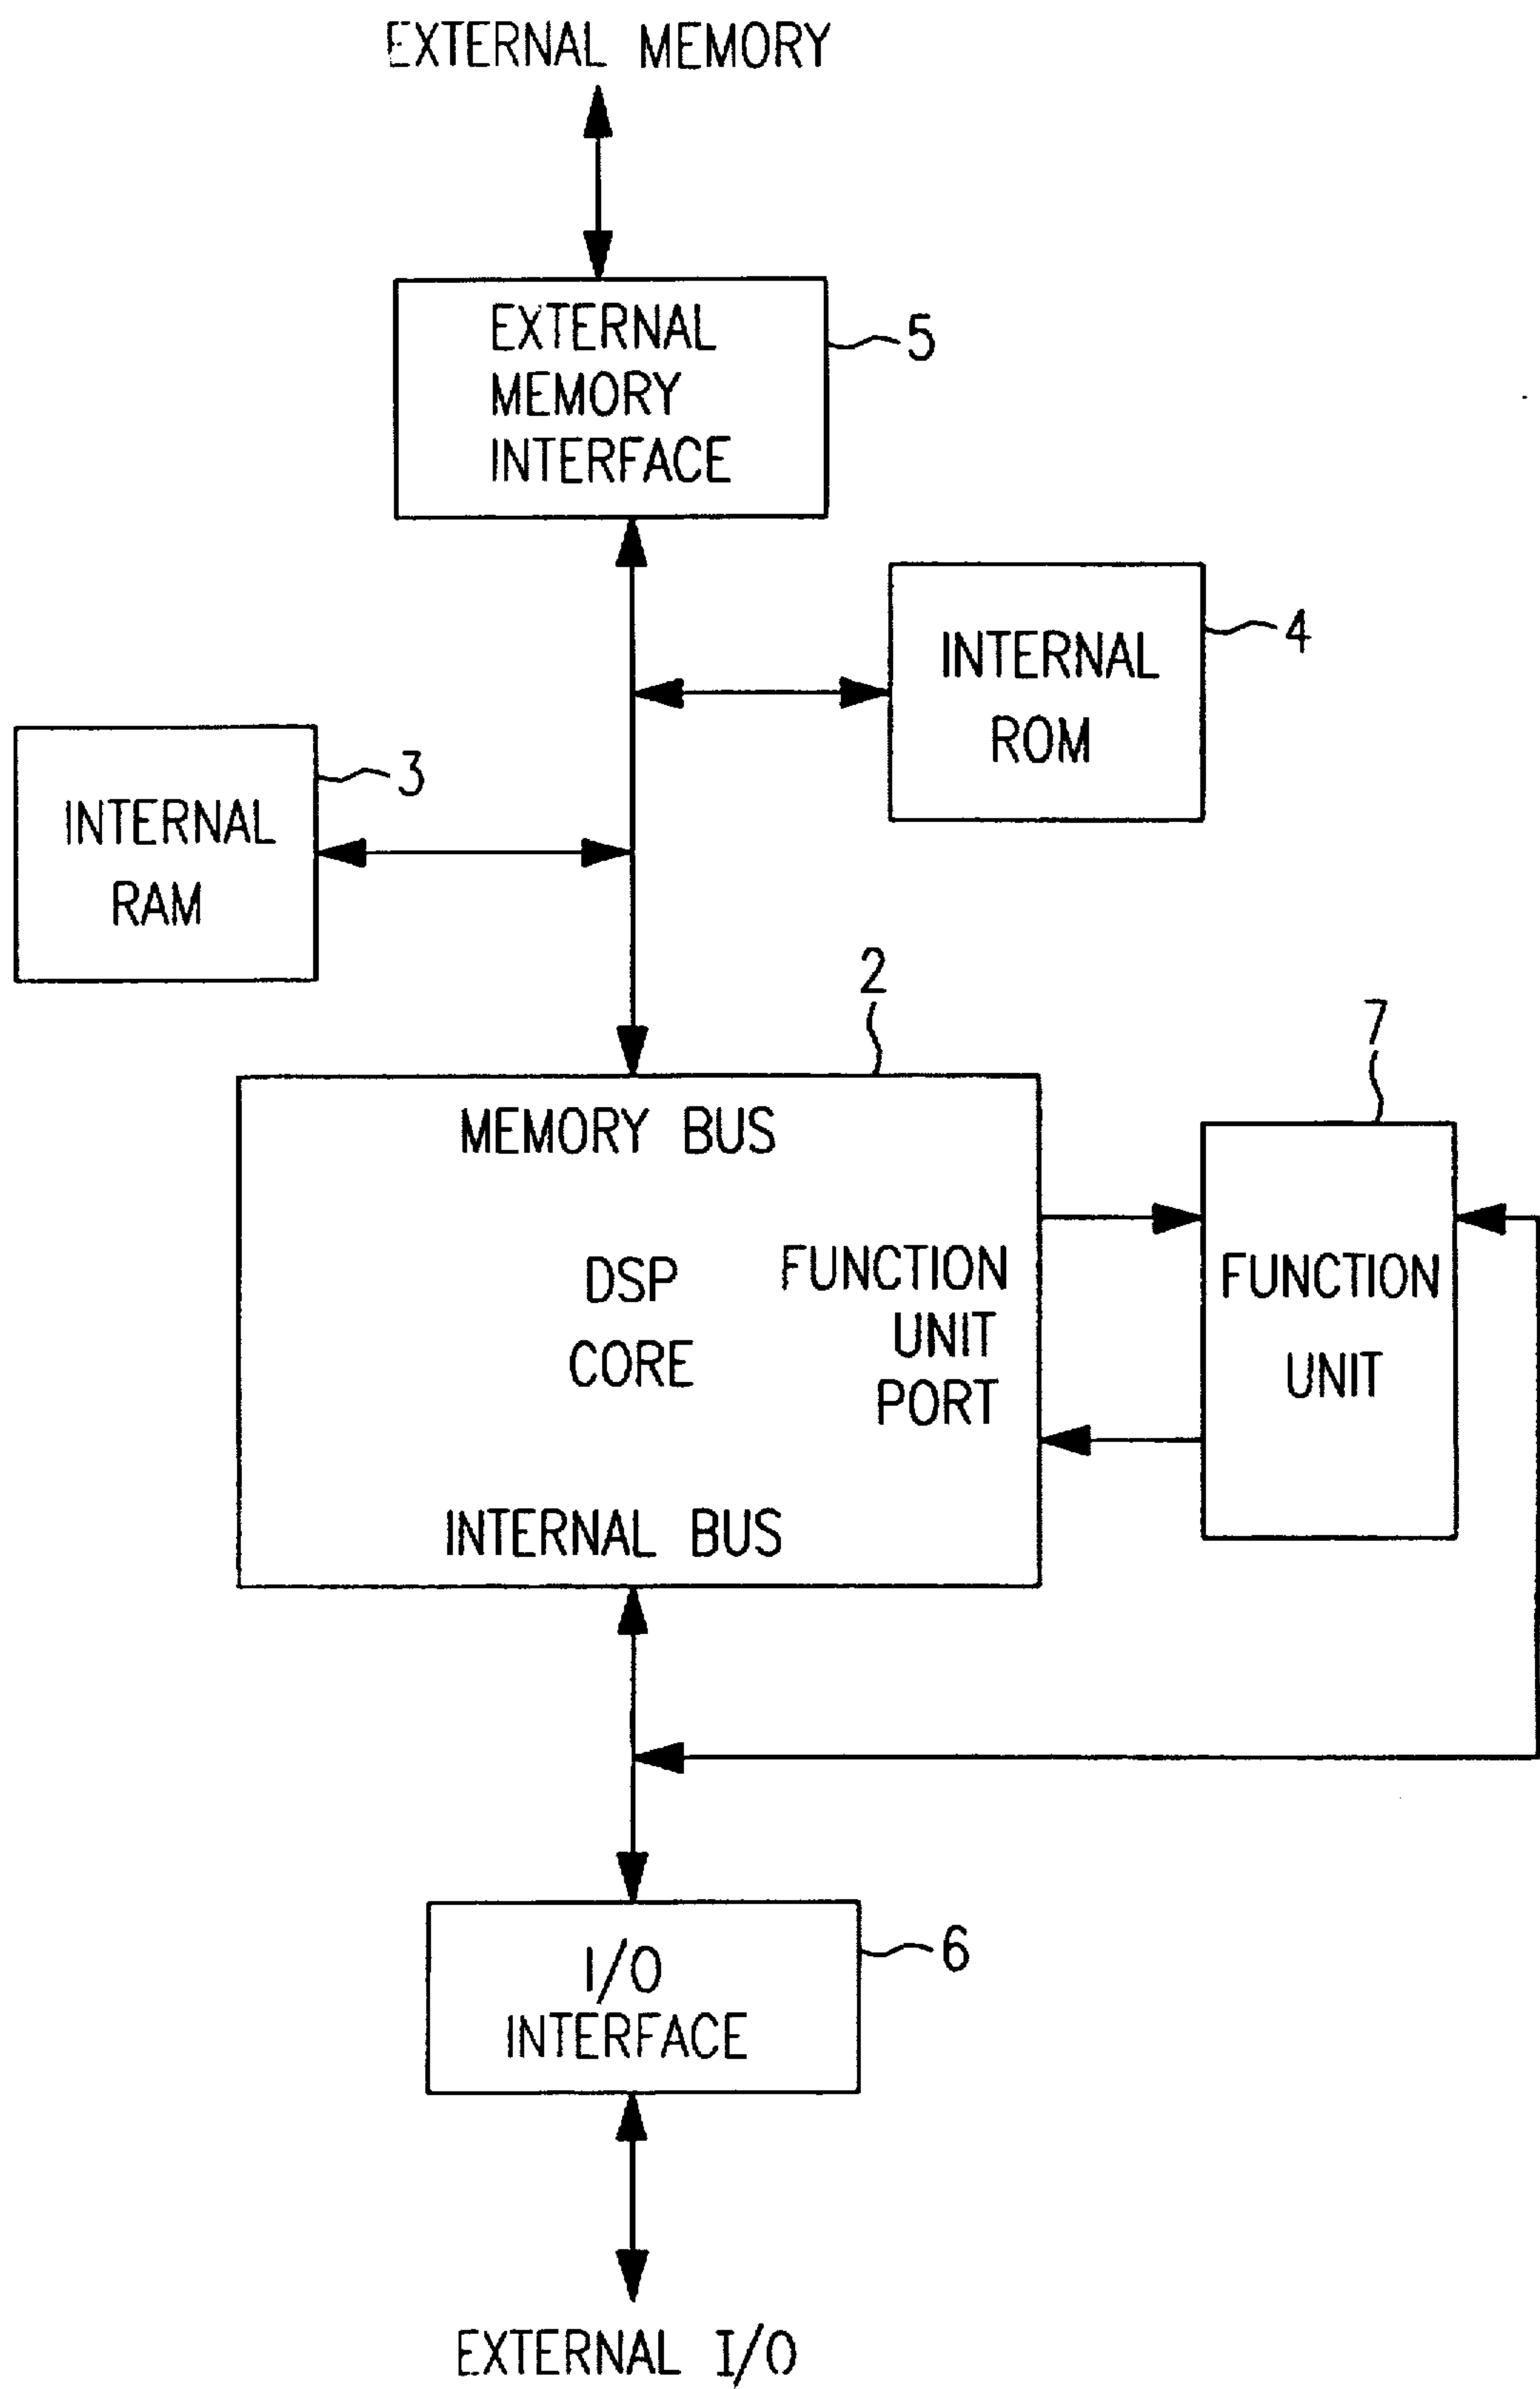 EXTERNAL MEMORY
EXTERNAL
MEMORY
INTERFACE
5
INTERNAL
ROM
4
INTERNAL
RAM
3
2
MEMORY BUS
DSP
CORE
FUNCTION
UNIT
PORT
INTERNAL BUS
7
FUNCTION
UNIT
I/O
INTERFACE
6
EXTERNAL I/O